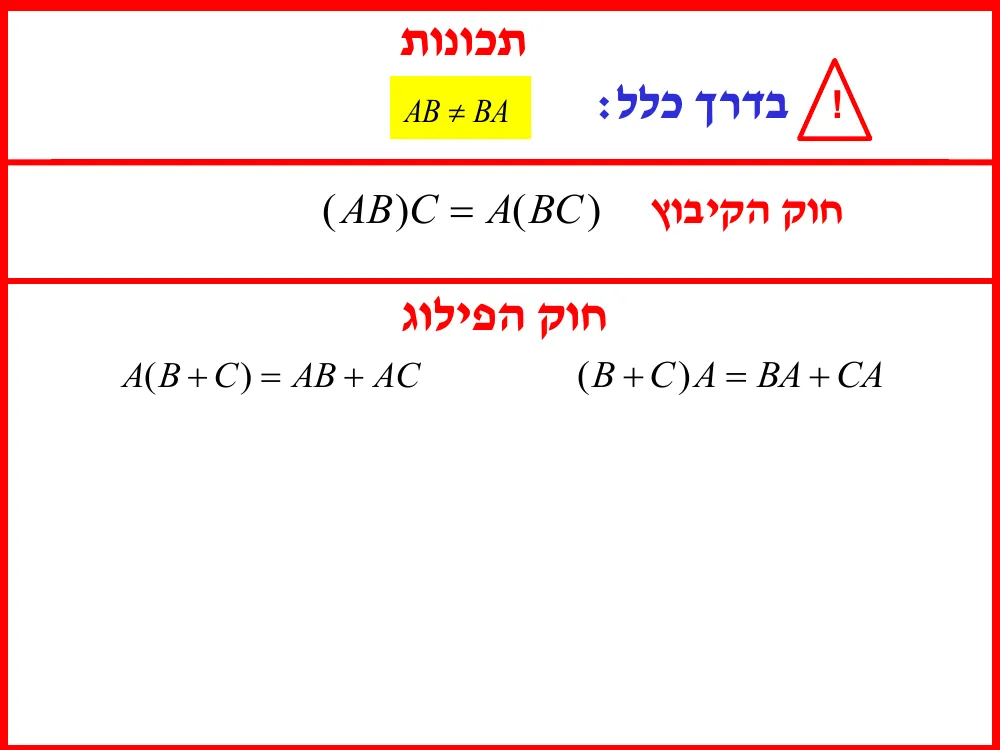 תכונות
! בדרך כלל: AB ≠ BA
חוק הקיבוץ (AB)C = A(BC)
חוק הפילוג
A(B + C) = AB + AC (B + C)A = BA + CA